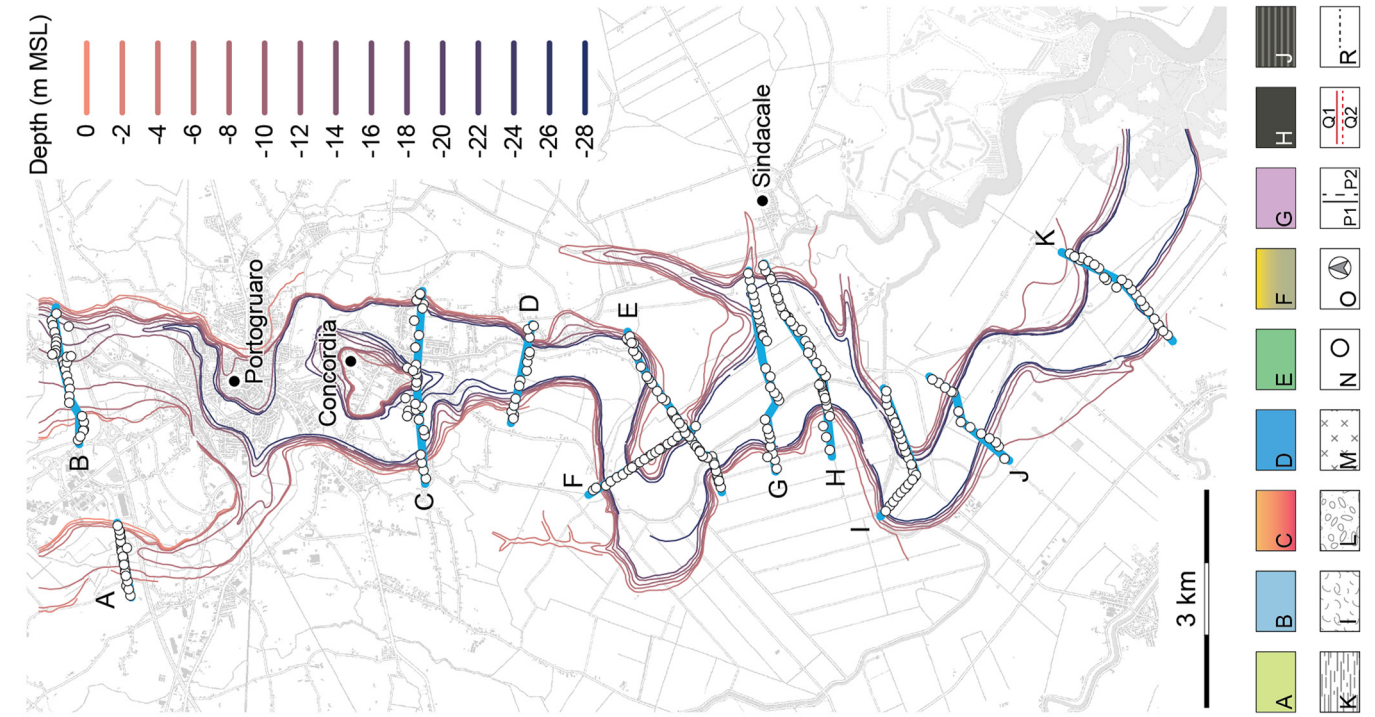 Depth (m MSL)
0
-2
-4
-6
-8
-10
-12
-14
-16
-18
-20
-22
-24
-26
-28
Portogruaro
Concordia
Sindacale
A
B
C
D
E
F
G
H
I
J
K
3 km
A
B
C
D
E
F
G
H
J
K
I
L
M
N
O
P1 P2
Q1
Q2
R